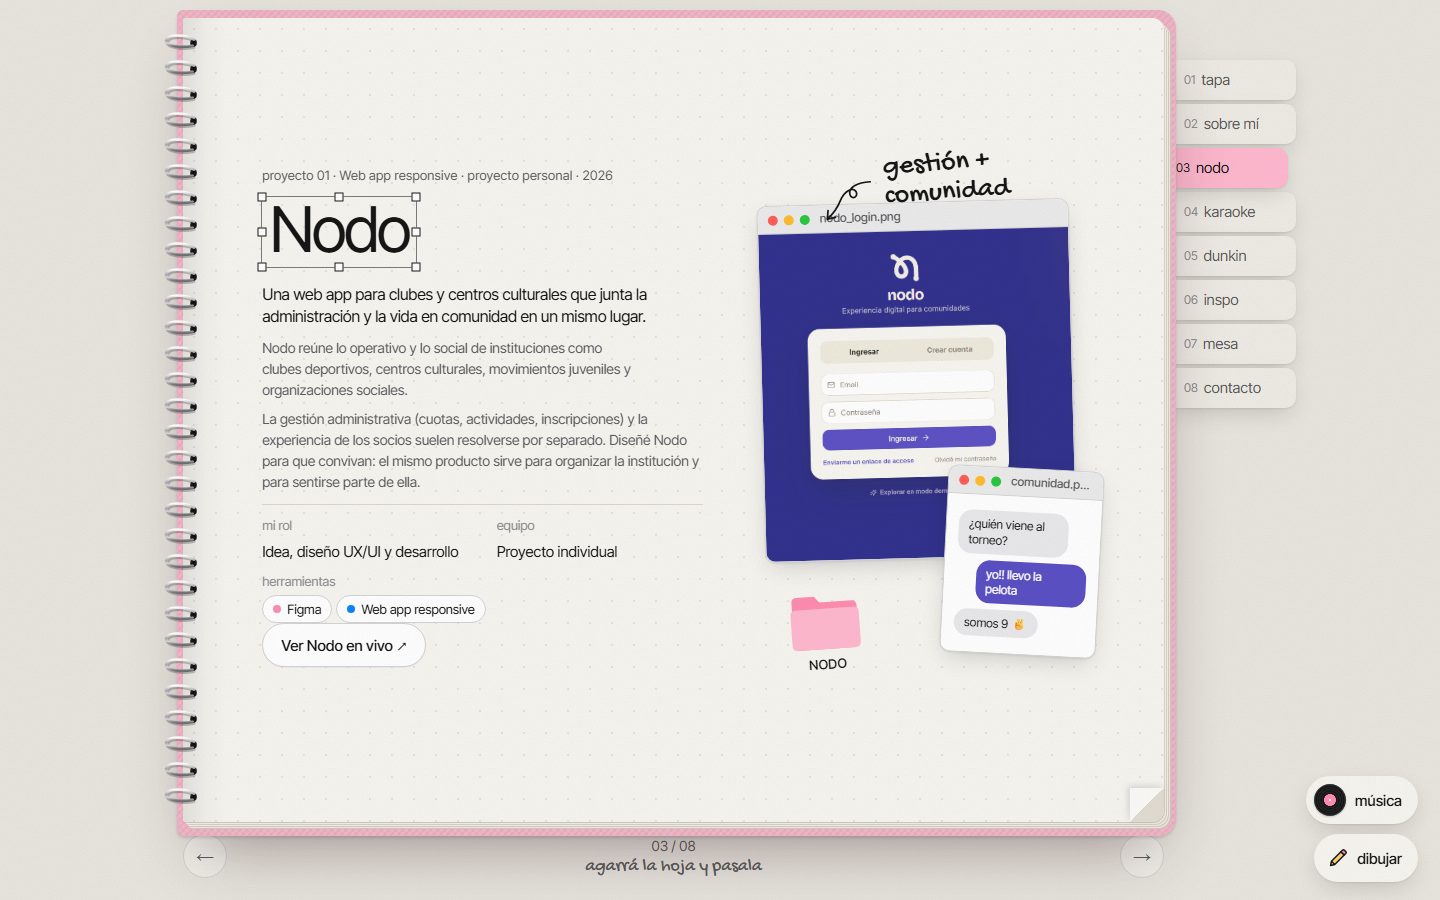 proyecto 01 · Web app responsive · proyecto personal · 2026
Nodo
Una web app para clubes y centros culturales que junta la
administración y la vida en comunidad en un mismo lugar.
Nodo reúne lo operativo y lo social de instituciones como
clubes deportivos, centros culturales, movimientos juveniles y
organizaciones sociales.
La gestión administrativa (cuotas, actividades, inscripciones) y la
experiencia de los socios suelen resolverse por separado. Diseñé Nodo
para que convivan: el mismo producto sirve para organizar la institución y
para sentirse parte de ella.
mi rol
Idea, diseño UX/UI y desarrollo
equipo
Proyecto individual
herramientas
Figma
Web app responsive
Ver Nodo en vivo ↗
gestión +
comunidad
nodo_login.png
nodo
Experiencia digital para comunidades
Ingresar
Crear cuenta
Email
Contraseña
Ingresar →
Enviarme un enlace de acceso
Olvidé mi contraseña
Explorar en modo
comunidad.p...
¿quién viene al
torneo?
yo!! llevo la
pelota
somos 9 ✌️
NODO
01 tapa
02 sobre mí
03 nodo
04 karaoke
05 dunkin
06 inspo
07 mesa
08 contacto
←
03 / 08
agarrá la hoja y pasala
→
música
dibujar